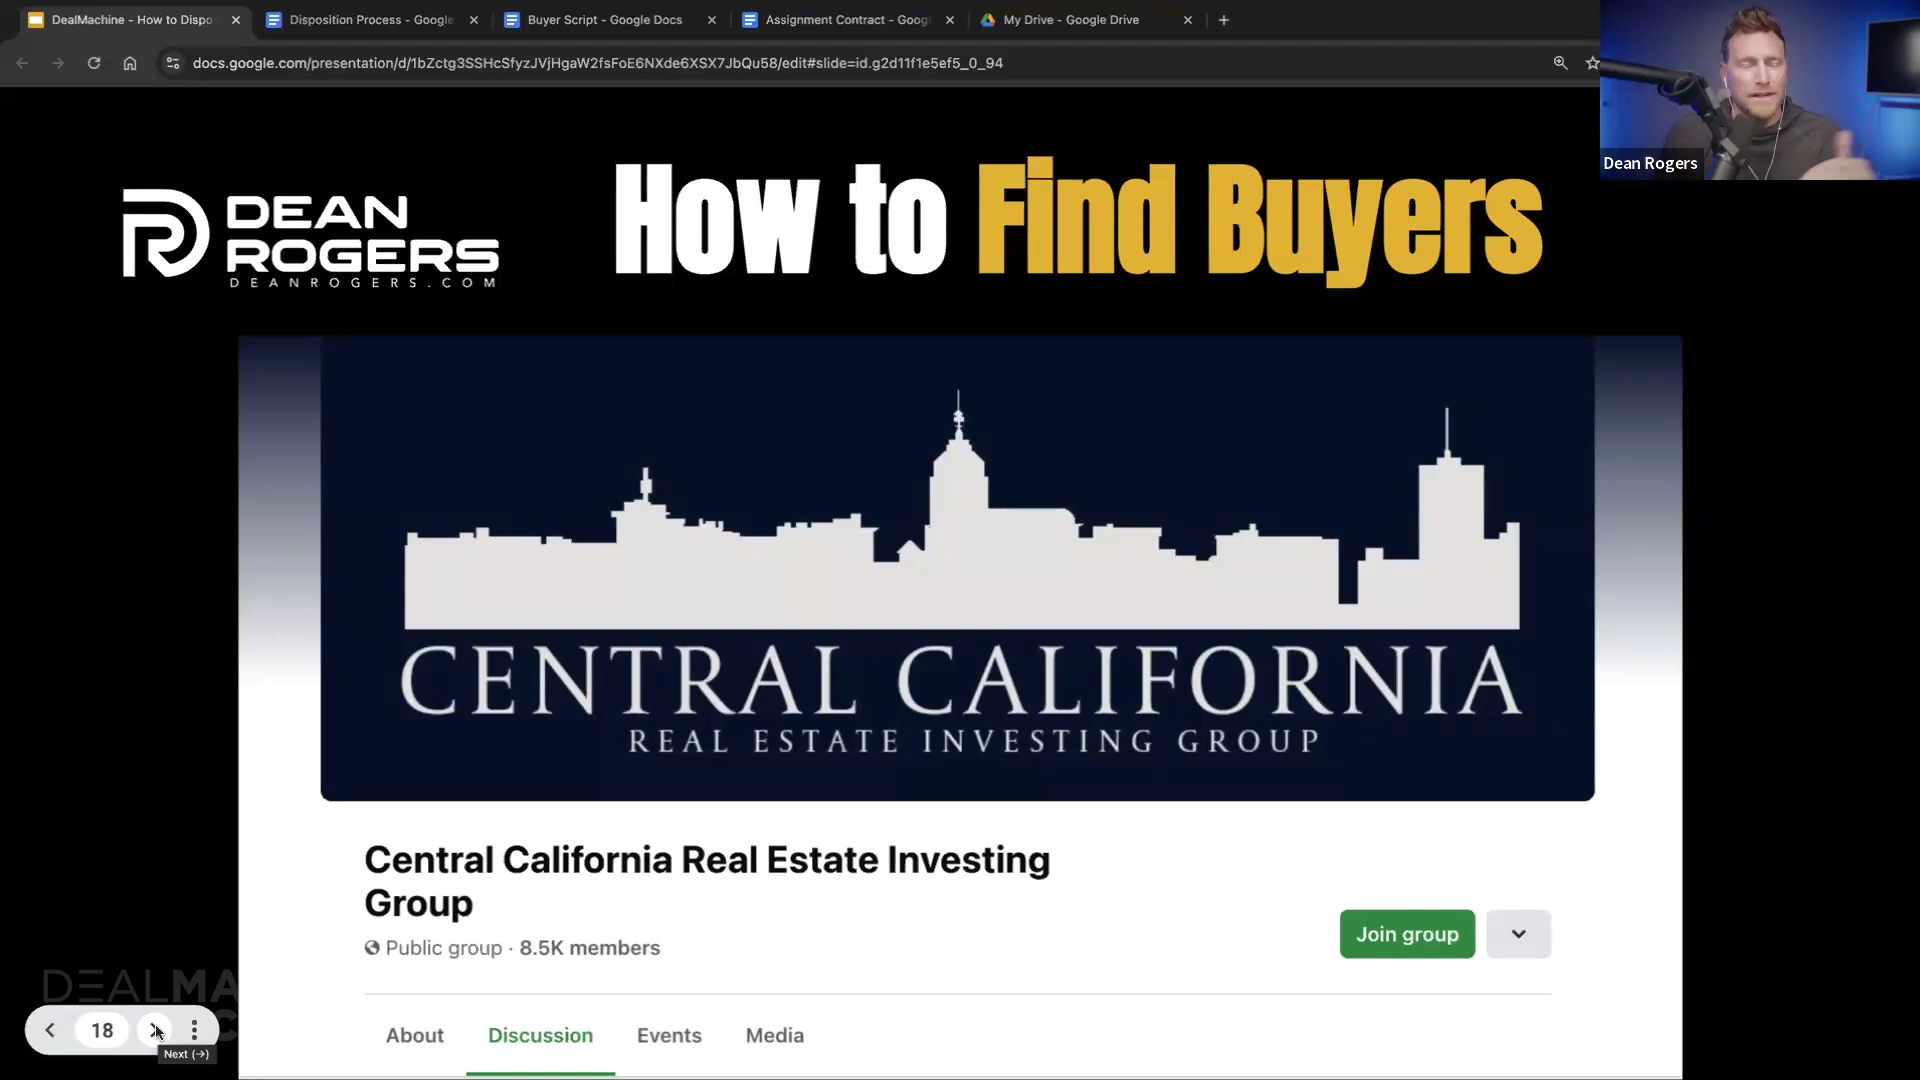 DealMachine - How to Dispo
Disposition Process - Google
Buyer Script - Google Docs
Assignment Contract - Goog
My Drive - Google Drive
docs.google.com/presentation/d/1bZctg3SSHcSfyzJVjHgaW2fsFoE6NXde6XSX7JbQu58/edit#slide=id.g2d11f1e5ef5_0_94
Dean Rogers
DEAN
ROGERS
DEANROGERS.COM
How to Find Buyers
CENTRAL CALIFORNIA
REAL ESTATE INVESTING GROUP
Central California Real Estate Investing
Group
Public group · 8.5K members
Join group
About Discussion Events Media
DEALMA
18
Next (→)